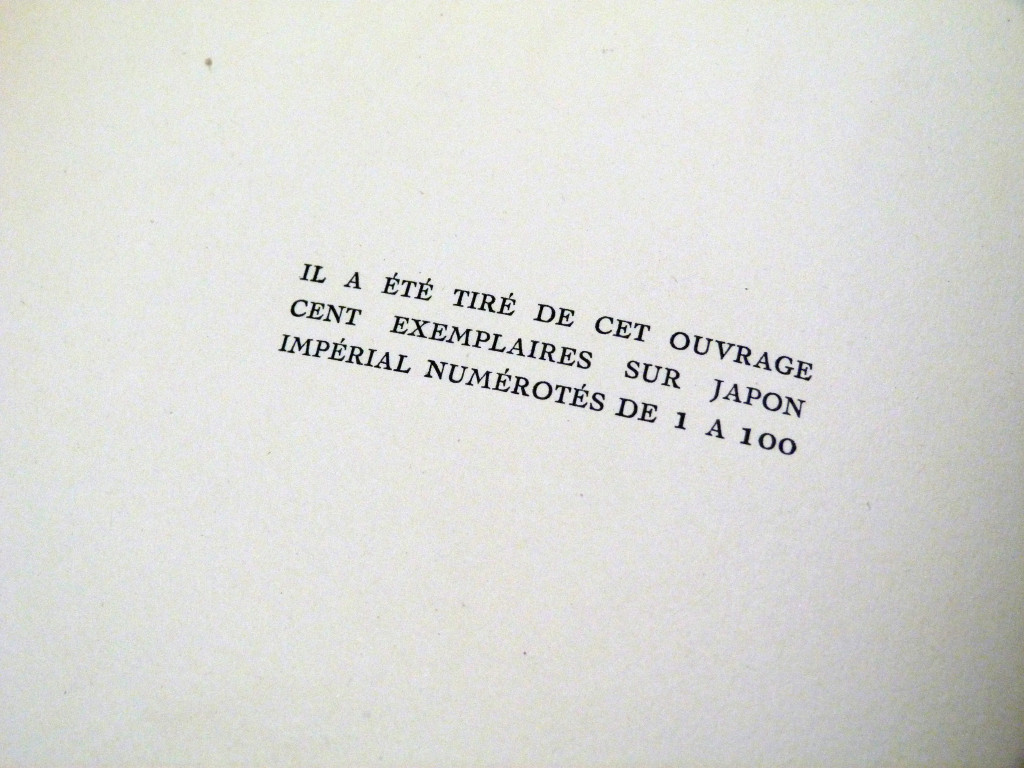 IL A ÉTÉ TIRÉ DE CET OUVRAGE
CENT EXEMPLAIRES SUR JAPON
IMPÉRIAL NUMÉROTÉS DE 1 A 100